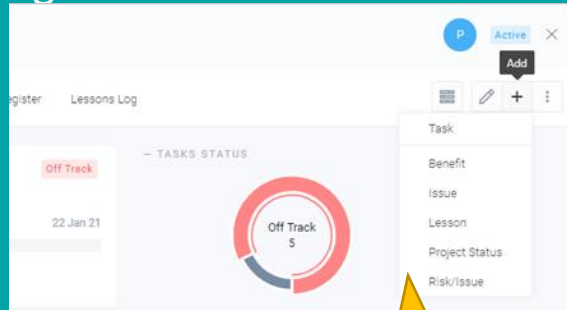 P
Active
Add
egister Lessons Log
Task
— TASKS STATUS
Benefit
Off Track
Issue
Lesson
22 Jan 21
Off Track
5
Project Status
Risk/Issue